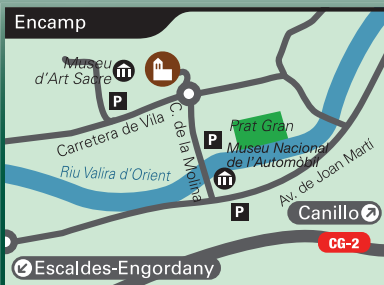 Encamp
Museu
d'Art Sacre
P
Carretera de Vila
C. de la Molina
P
Prat Gran
Museu Nacional
de l'Automòbil
Riu Valira d'Orient
Av. de Joan Martí
P
Canillo
CG-2
Escaldes-Engordany